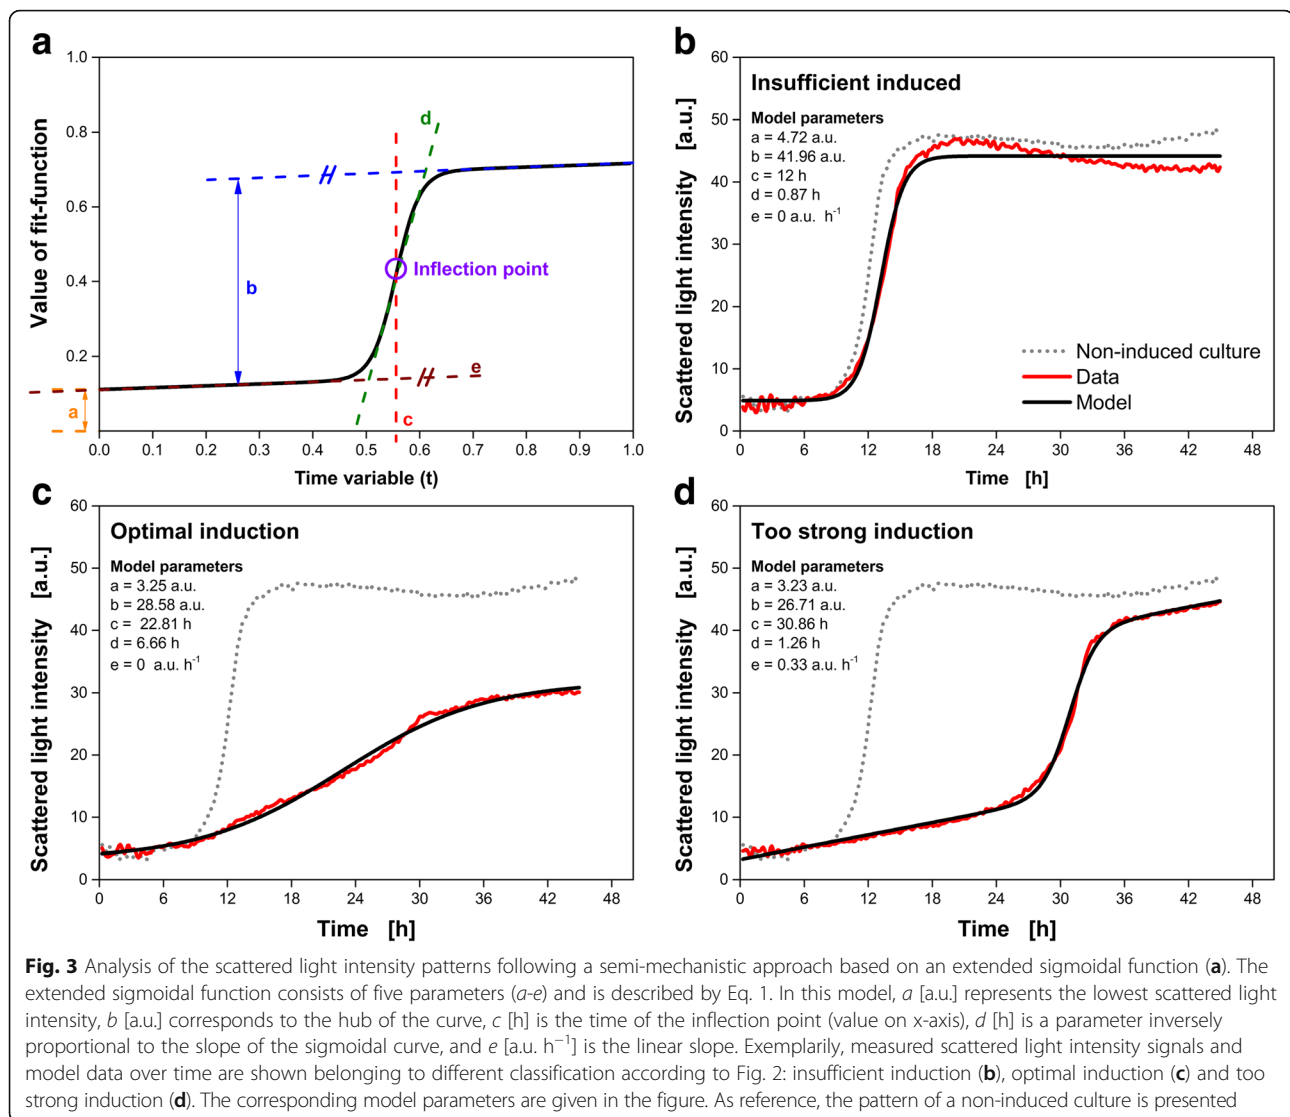 a
1.0
0.8
0.6
0.4
0.2
Value of fit-function
d
b
Inflection point
e
a
c
0.0 0.1 0.2 0.3 0.4 0.5 0.6 0.7 0.8 0.9 1.0
Time variable (t)
b
60
50
40
30
20
10
0
Scattered light intensity [a.u.]
Insufficient induced
Model parameters
a = 4.72 a.u.
b = 41.96 a.u.
c = 12 h
d = 0.87 h
e = 0 a.u. h⁻¹
Non-induced culture
Data
Model
0 6 12 18 24 30 36 42 48
Time [h]
c
60
50
40
30
20
10
0
Scattered light intensity [a.u.]
Optimal induction
Model parameters
a = 3.25 a.u.
b = 28.58 a.u.
c = 22.81 h
d = 6.66 h
e = 0 a.u. h⁻¹
0 6 12 18 24 30 36 42 48
Time [h]
d
60
50
40
30
20
10
0
Scattered light intensity [a.u.]
Too strong induction
Model parameters
a = 3.23 a.u.
b = 26.71 a.u.
c = 30.86 h
d = 1.26 h
e = 0.33 a.u. h⁻¹
0 6 12 18 24 30 36 42 48
Time [h]
Fig. 3 Analysis of the scattered light intensity patterns following a semi-mechanistic approach based on an extended sigmoidal function (a). The
extended sigmoidal function consists of five parameters (a-e) and is described by Eq. 1. In this model, a [a.u.] represents the lowest scattered light
intensity, b [a.u.] corresponds to the hub of the curve, c [h] is the time of the inflection point (value on x-axis), d [h] is a parameter inversely
proportional to the slope of the sigmoidal curve, and e [a.u. h⁻¹] is the linear slope. Exemplarily, measured scattered light intensity signals and
model data over time are shown belonging to different classification according to Fig. 2: insufficient induction (b), optimal induction (c) and too
strong induction (d). The corresponding model parameters are given in the figure. As reference, the pattern of a non-induced culture is presented